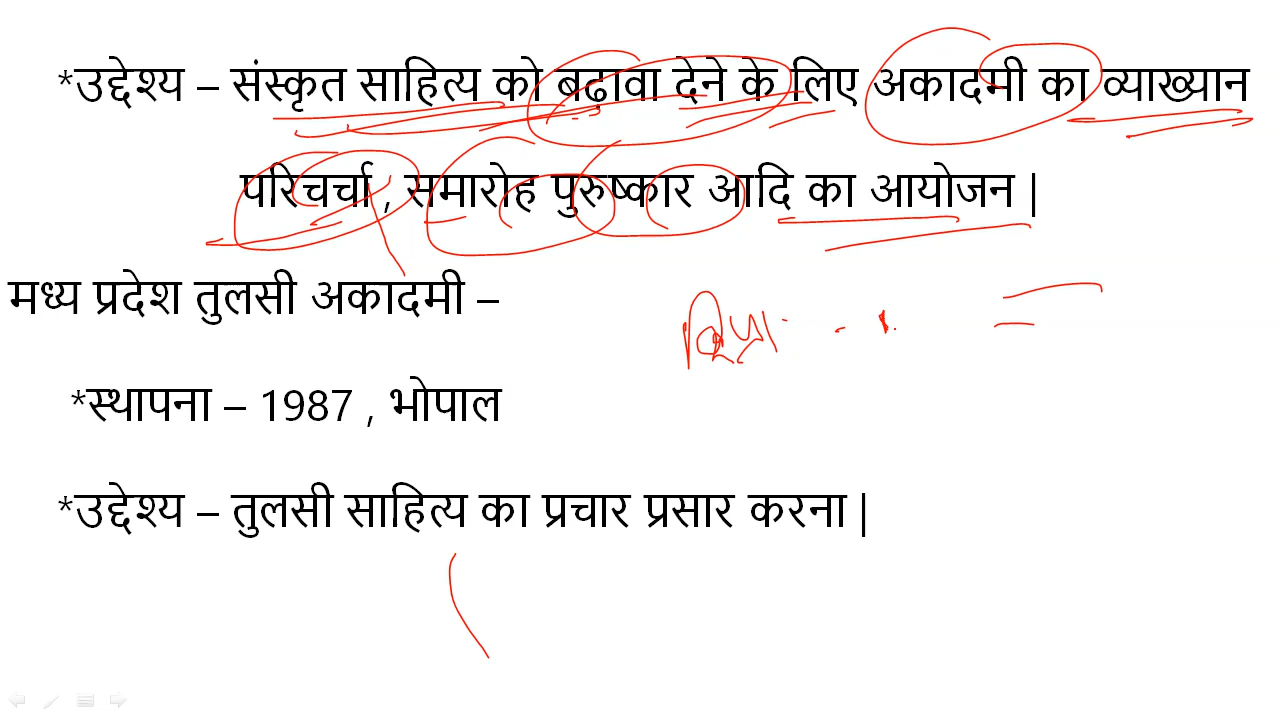 *उद्देश्य – संस्कृत साहित्य को बढ़ावा देने के लिए अकादमी का व्याख्यान
परिचर्चा , समारोह पुरुष्कार आदि का आयोजन |
मध्य प्रदेश तुलसी अकादमी –
*स्थापना – 1987 , भोपाल
*उद्देश्य – तुलसी साहित्य का प्रचार प्रसार करना |